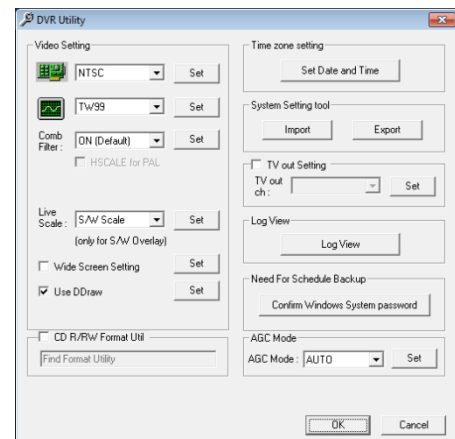 DVR Utility
Video Setting
NTSC Set
TW99 Set
Comb Filter : ON (Default) Set
HSCALE for PAL
Live Scale : S/W Scale Set
(only for S/W Overlay)
Wide Screen Setting Set
Use DDraw Set
CD R/RW Format Util
Find Format Utility
Time zone setting
Set Date and Time
System Setting tool
Import Export
TV out Setting
TV out ch : Set
Log View
Log View
Need For Schedule Backup
Confirm Windows System password
AGC Mode
AGC Mode : AUTO Set
OK Cancel